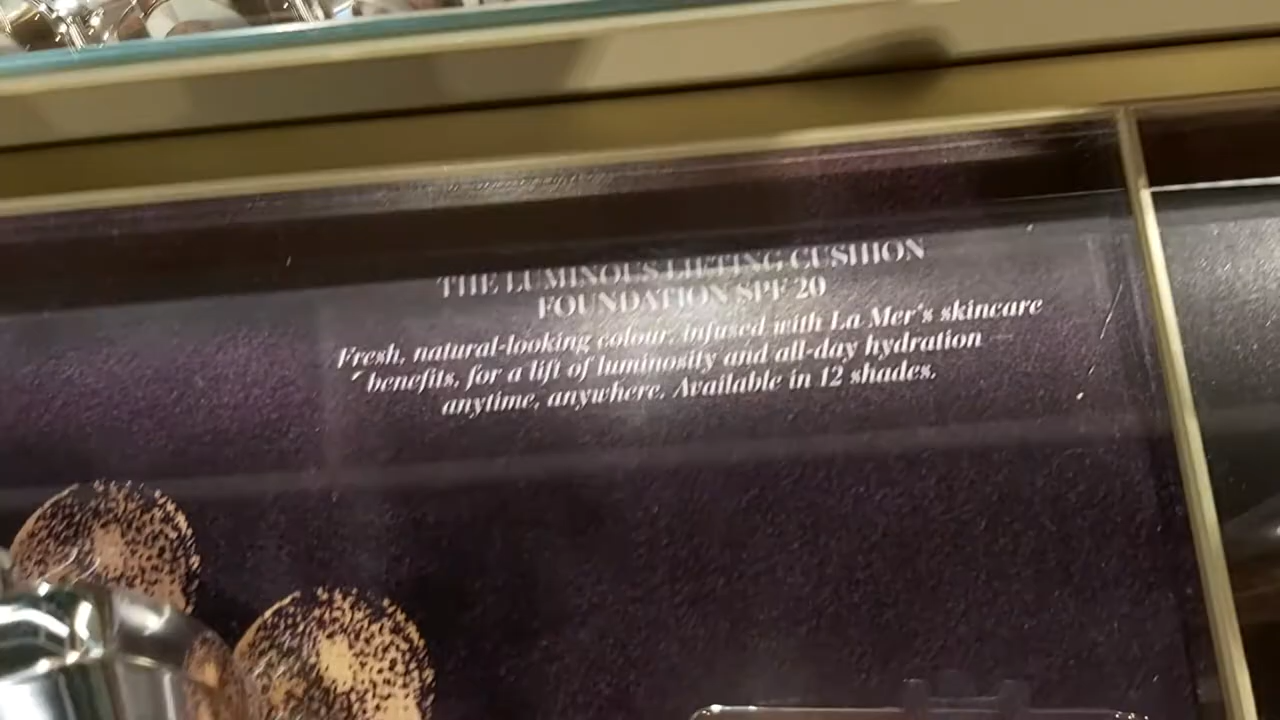 THE LUMINOUS LIFTING CUSHION
FOUNDATION SPF 20
Fresh, natural-looking colour, infused with La Mer's skincare
benefits, for a lift of luminosity and all-day hydration
anytime, anywhere. Available in 12 shades.